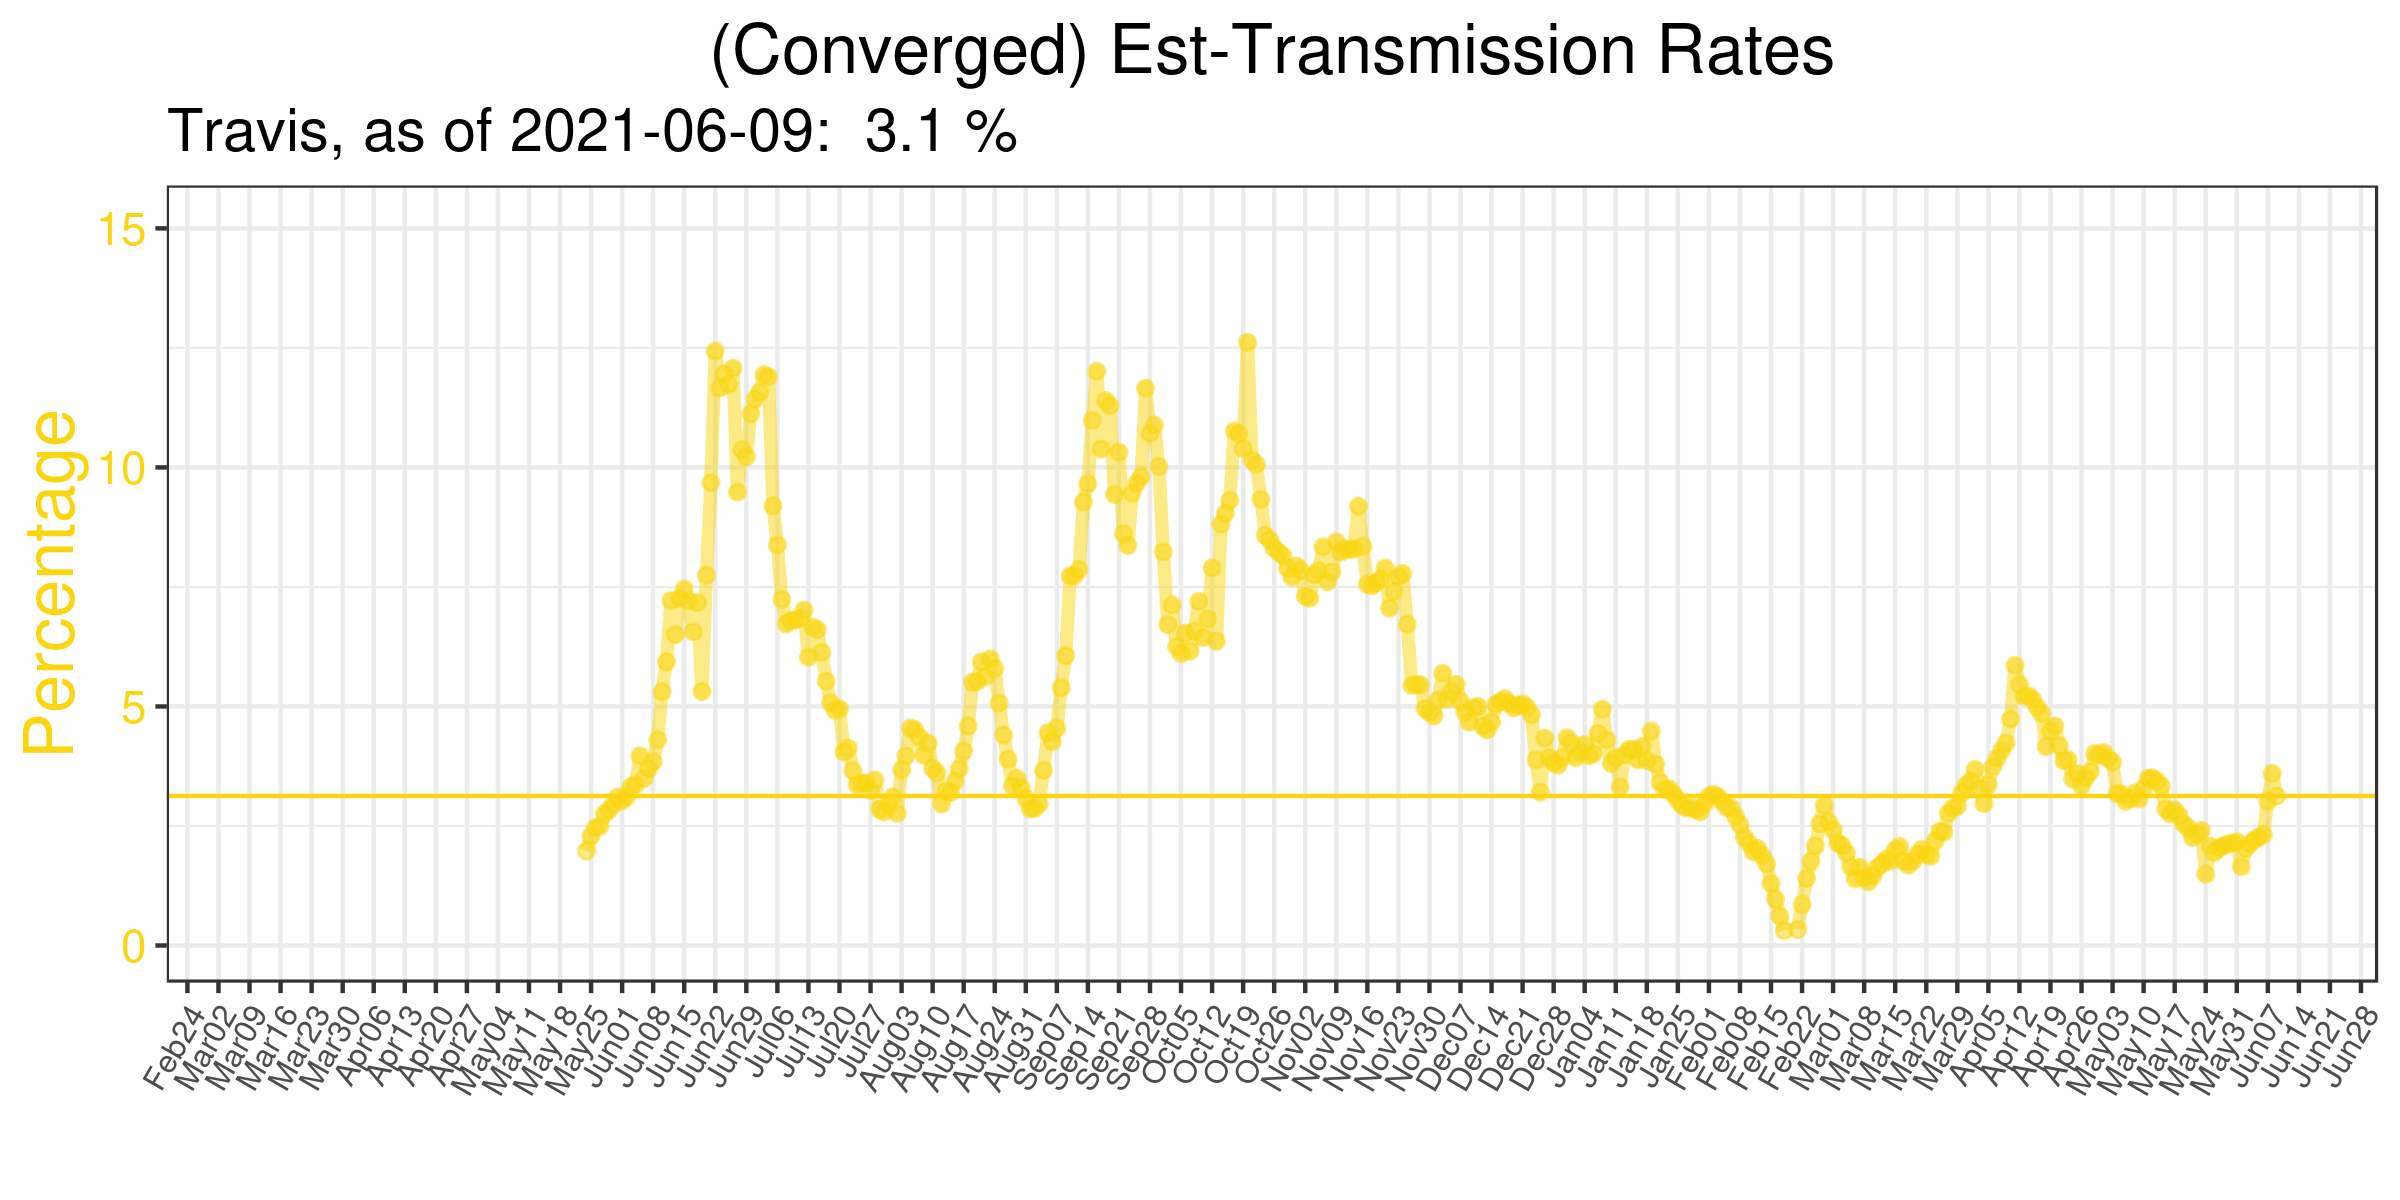 (Converged) Est-Transmission Rates
Travis, as of 2021-06-09:  3.1 %
Percentage
15
10
5
0
Feb24
Mar02
Mar09
Mar16
Mar23
Mar30
Apr06
Apr13
Apr20
Apr27
May04
May11
May18
May25
Jun01
Jun08
Jun15
Jun22
Jun29
Jul06
Jul13
Jul20
Jul27
Aug03
Aug10
Aug17
Aug24
Aug31
Sep07
Sep14
Sep21
Sep28
Oct05
Oct12
Oct19
Oct26
Nov02
Nov09
Nov16
Nov23
Nov30
Dec07
Dec14
Dec21
Dec28
Jan04
Jan11
Jan18
Jan25
Feb01
Feb08
Feb15
Feb22
Mar01
Mar08
Mar15
Mar22
Mar29
Apr05
Apr12
Apr19
Apr26
May03
May10
May17
May24
May31
Jun07
Jun14
Jun21
Jun28